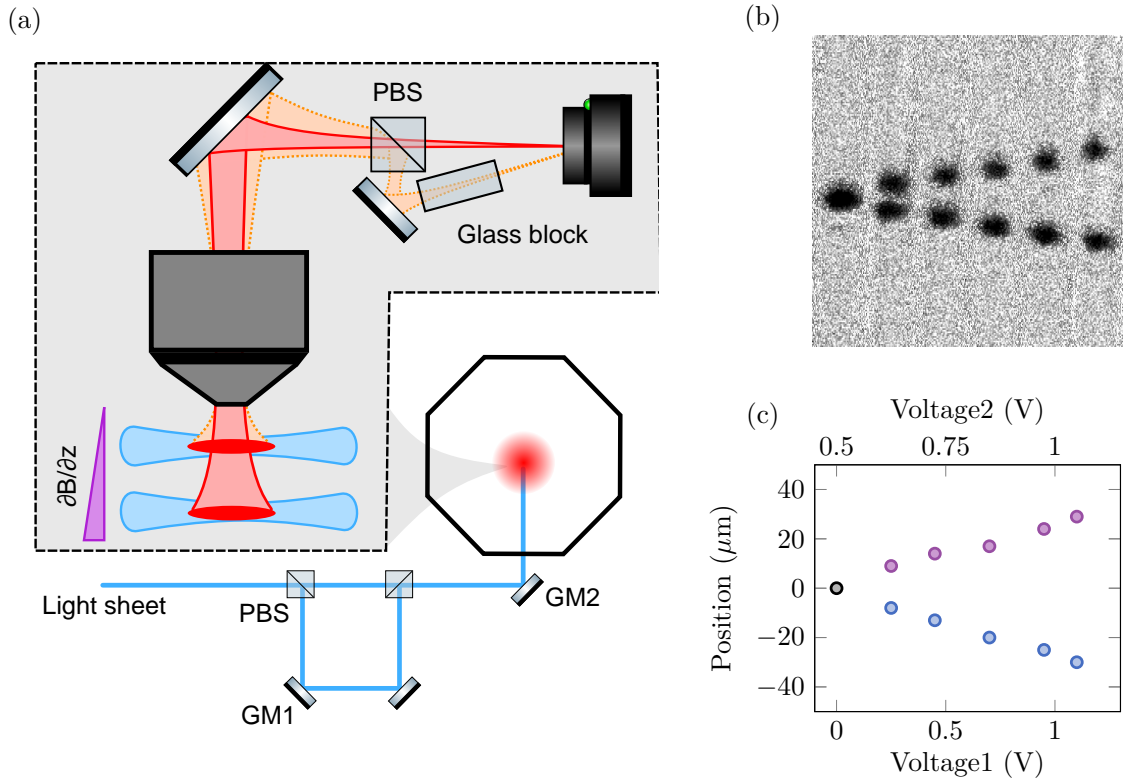 (a)
PBS
Glass block
∂B/∂z
Light sheet
PBS
GM1
GM2
(b)
(c)
Voltage2 (V)
0.5 0.75 1
Position (μm)
40
20
0
−20
−40
0 0.5 1
Voltage1 (V)